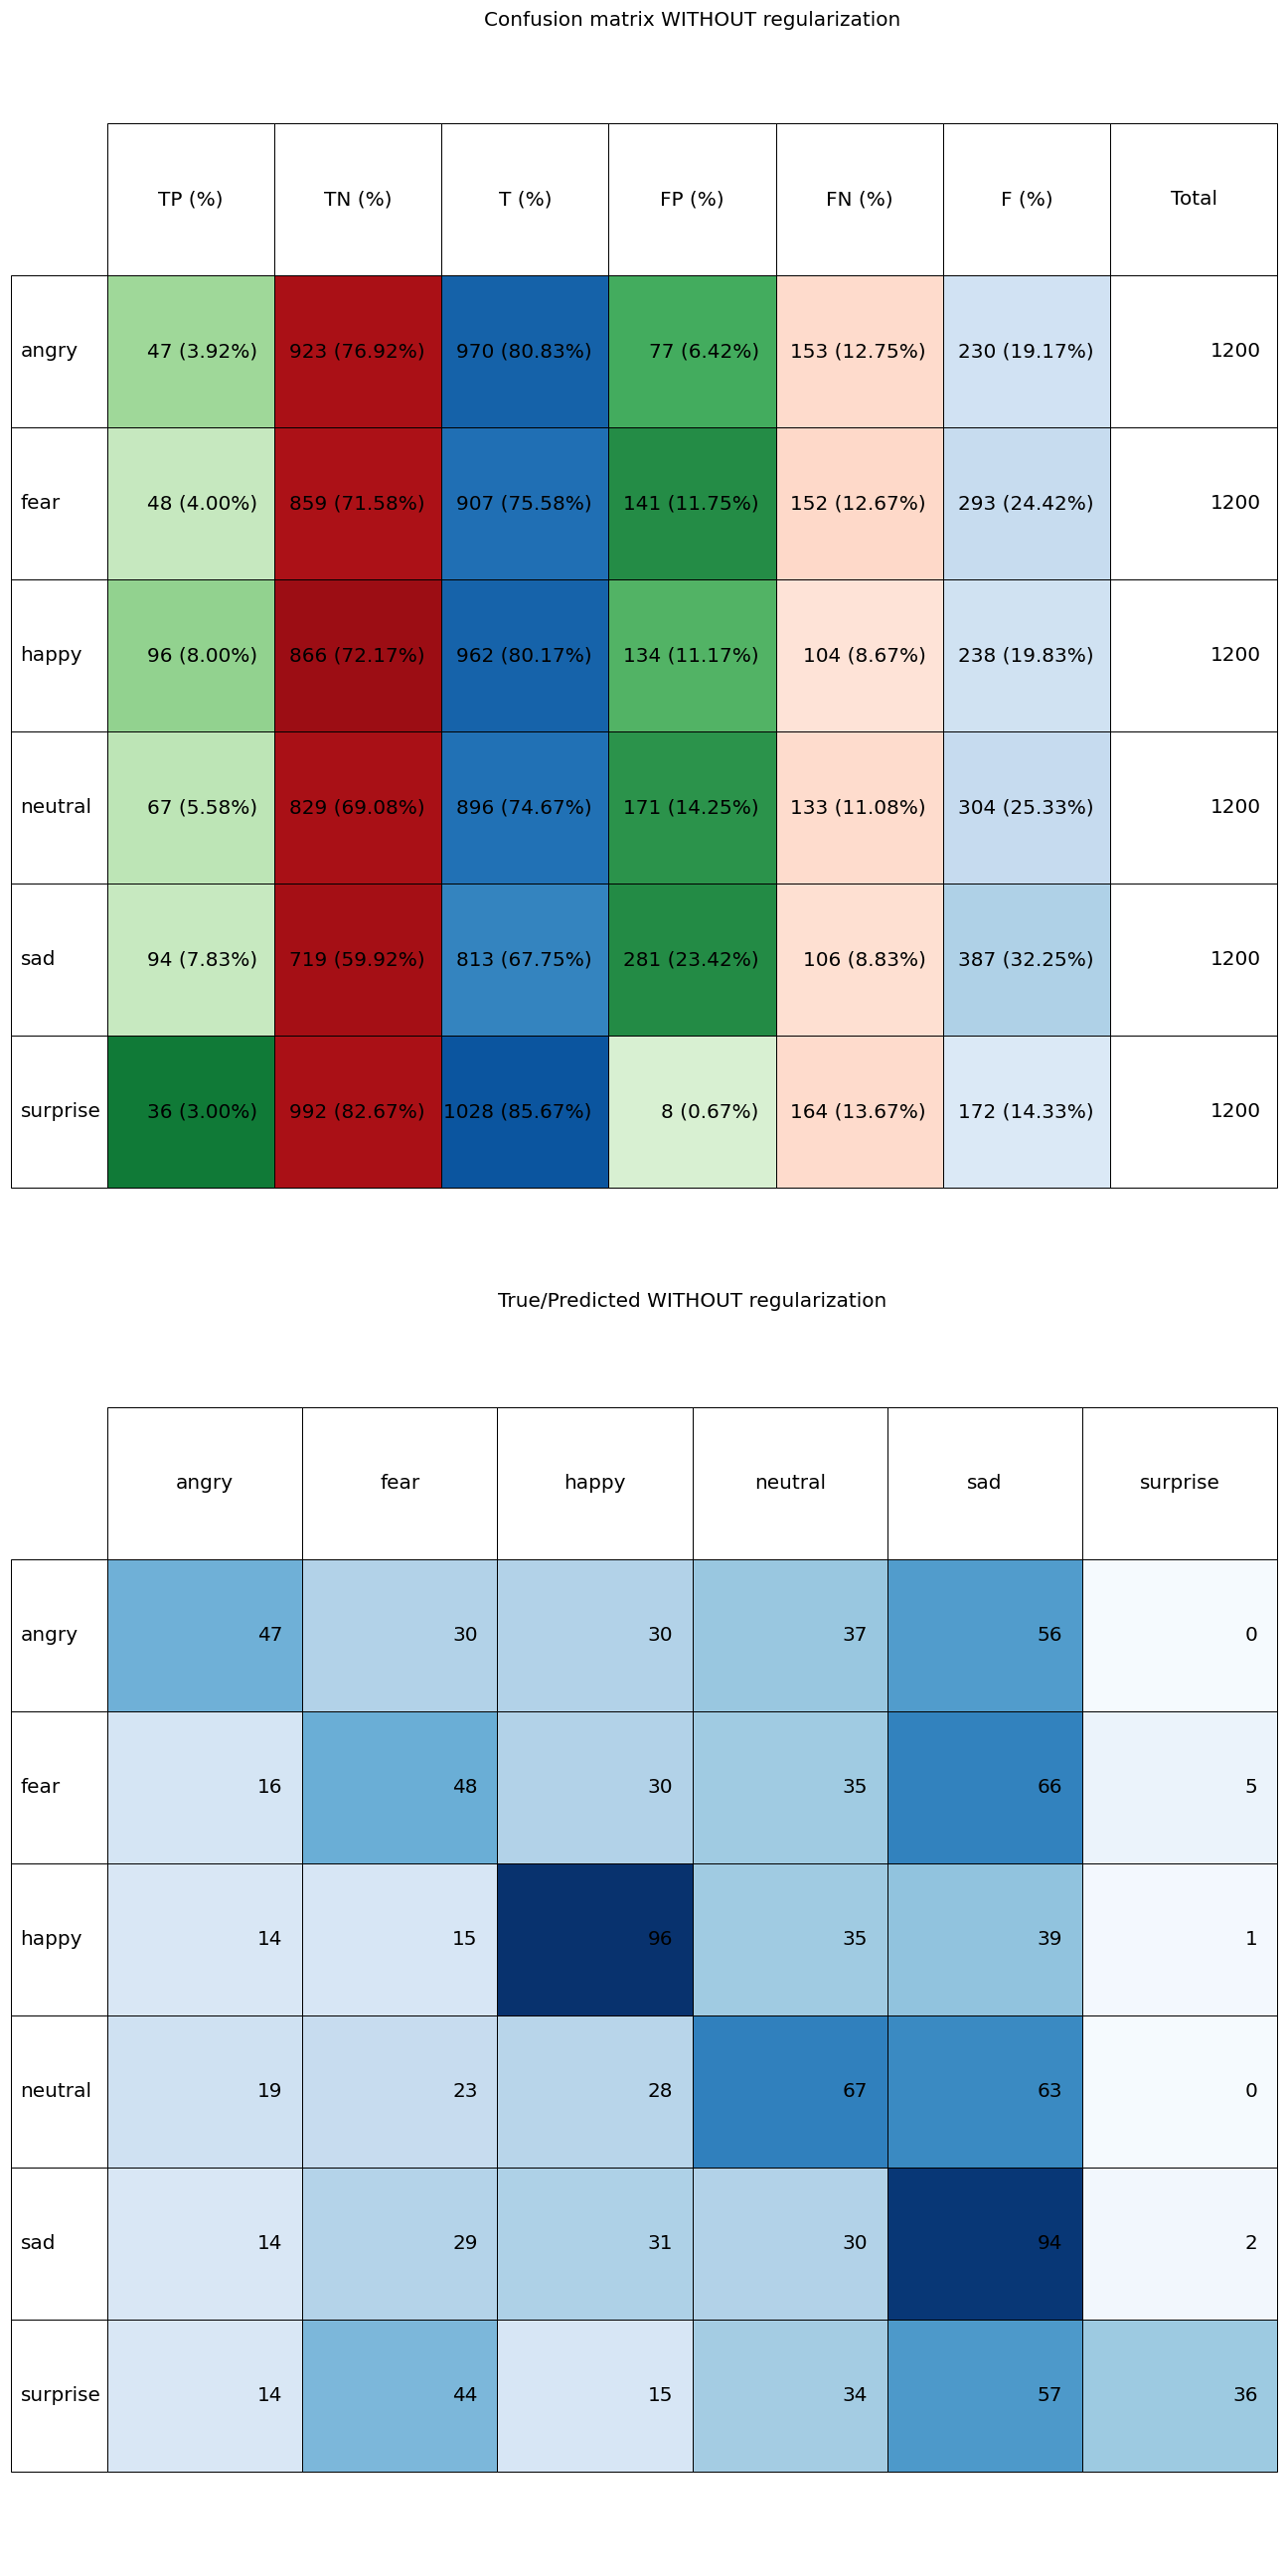 Confusion matrix WITHOUT regularization
TP (%) TN (%) T (%) FP (%) FN (%) F (%) Total
angry 47 (3.92%) 923 (76.92%) 970 (80.83%) 77 (6.42%) 153 (12.75%) 230 (19.17%) 1200
fear 48 (4.00%) 859 (71.58%) 907 (75.58%) 141 (11.75%) 152 (12.67%) 293 (24.42%) 1200
happy 96 (8.00%) 866 (72.17%) 962 (80.17%) 134 (11.17%) 104 (8.67%) 238 (19.83%) 1200
neutral 67 (5.58%) 829 (69.08%) 896 (74.67%) 171 (14.25%) 133 (11.08%) 304 (25.33%) 1200
sad 94 (7.83%) 719 (59.92%) 813 (67.75%) 281 (23.42%) 106 (8.83%) 387 (32.25%) 1200
surprise 36 (3.00%) 992 (82.67%) 1028 (85.67%) 8 (0.67%) 164 (13.67%) 172 (14.33%) 1200
True/Predicted WITHOUT regularization
angry fear happy neutral sad surprise
angry 47 30 30 37 56 0
fear 16 48 30 35 66 5
happy 14 15 96 35 39 1
neutral 19 23 28 67 63 0
sad 14 29 31 30 94 2
surprise 14 44 15 34 57 36